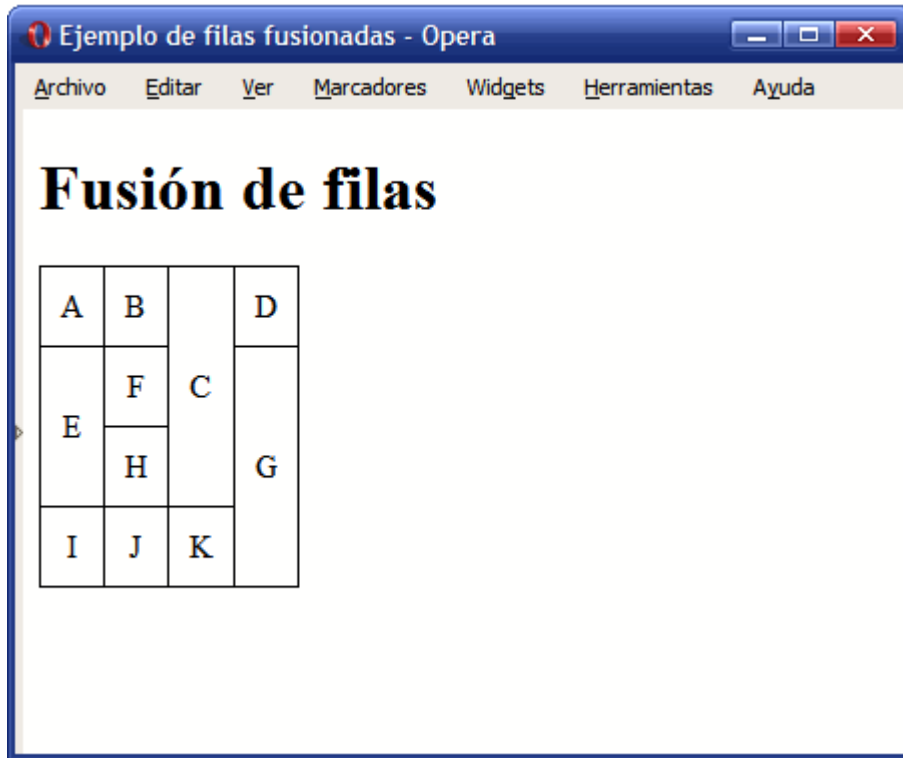 Ejemplo de filas fusionadas - Opera
Archivo Editar Ver Marcadores Widgets Herramientas Ayuda
Fusión de filas
A B D
F C
E
H G
I J K